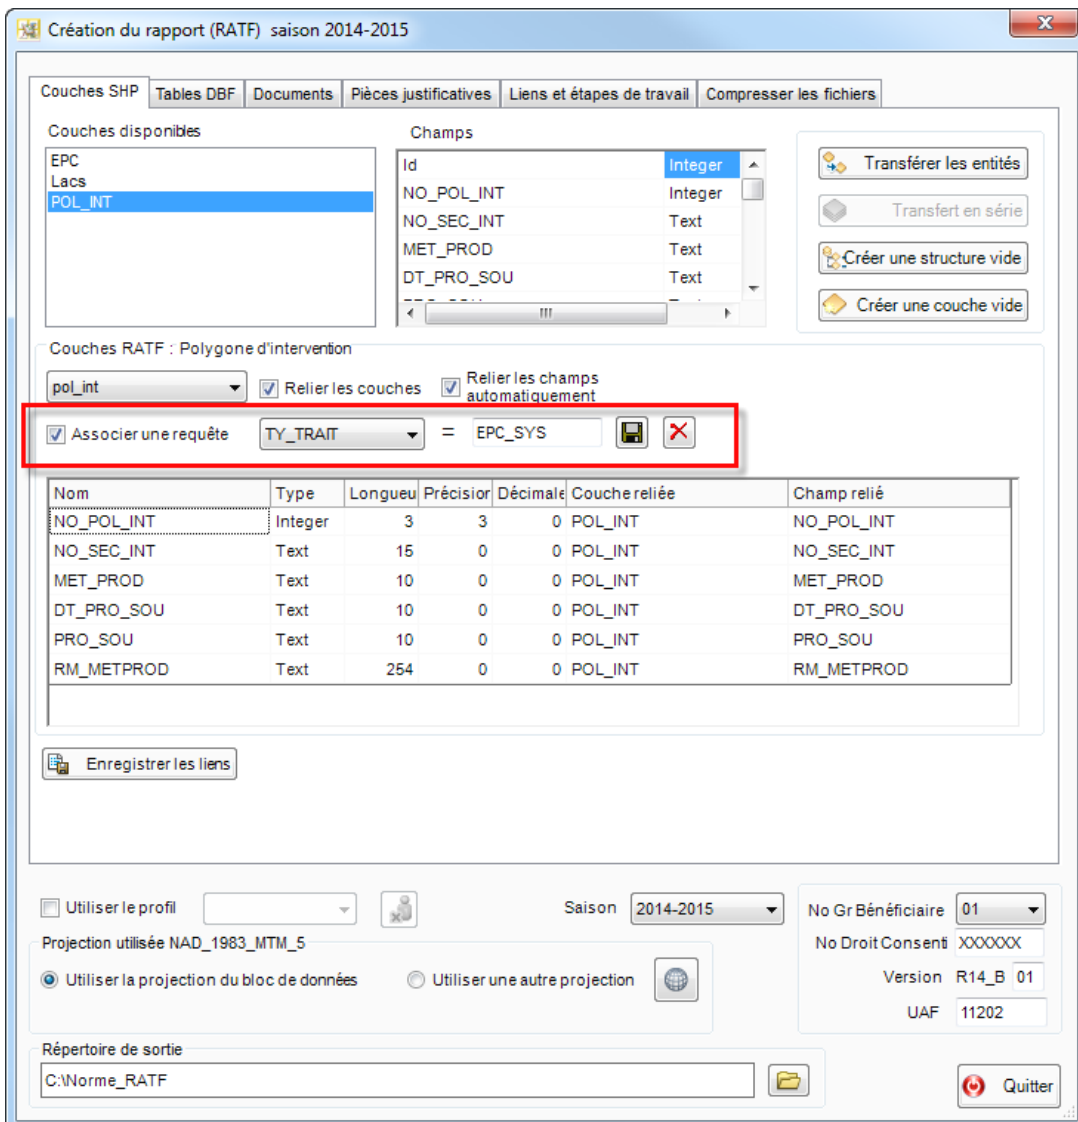 Création du rapport (RATF) saison 2014-2015
Couches SHP Tables DBF Documents Pièces justificatives Liens et étapes de travail Compresser les fichiers
Couches disponibles
EPC
Lacs
POL_INT
Champs
Id Integer
NO_POL_INT Integer
NO_SEC_INT Text
MET_PROD Text
DT_PRO_SOU Text
Transférer les entités
Transfert en série
Créer une structure vide
Créer une couche vide
Couches RATF : Polygone d'intervention
pol_int Relier les couches Relier les champs
automatiquement
Associer une requête TY_TRAIT = EPC_SYS
Nom Type Longueu Précision Décimale Couche reliée Champ relié
NO_POL_INT Integer 3 3 0 POL_INT NO_POL_INT
NO_SEC_INT Text 15 0 0 POL_INT NO_SEC_INT
MET_PROD Text 10 0 0 POL_INT MET_PROD
DT_PRO_SOU Text 10 0 0 POL_INT DT_PRO_SOU
PRO_SOU Text 10 0 0 POL_INT PRO_SOU
RM_METPROD Text 254 0 0 POL_INT RM_METPROD
Enregistrer les liens
Utiliser le profil
Saison 2014-2015
No Gr Bénéficiaire 01
No Droit Consenti XXXXXX
Version R14_B 01
UAF 11202
Projection utilisée NAD_1983_MTM_5
Utiliser la projection du bloc de données Utiliser une autre projection
Répertoire de sortie
C:\Norme_RATF
Quitter